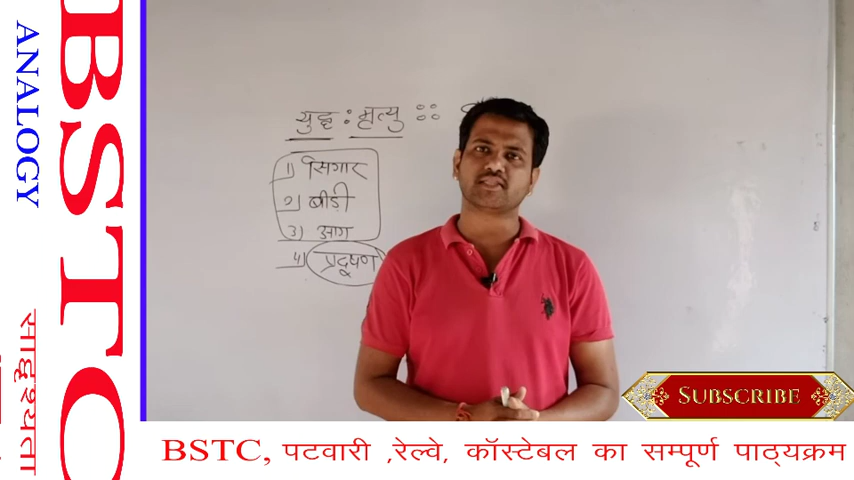 BSTC
ANALOGY
सादृश्यता
युद्ध : मृत्यु ::
1) सिगार
2) बीडी
3) आग
4) प्रदूषण
SUBSCRIBE
BSTC, पटवारी ,रेल्वे, कॉस्टेबल का सम्पूर्ण पाठ्यक्रम